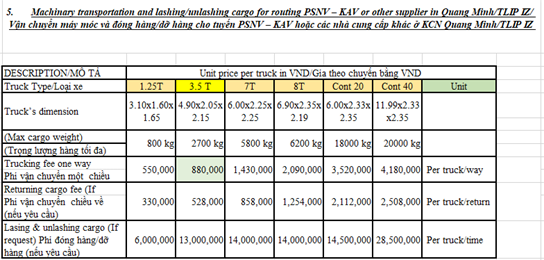 5. Machinary transportation and lashing/unlashing cargo for routing PSNV – KAV or other supplier in Quang Minh/TLIP IZ/
Vận chuyển máy móc và đóng hàng/dỡ hàng cho tuyến PSNV – KAV hoặc các nhà cung cấp khác ở KCN Quang Minh/TLIP IZ)
DESCRIPTION/MÔ TẢ Unit price per truck in VND/Gía theo chuyến bằng VND
Truck Type/Loại xe 1.25T 3.5 T 7T 8T Cont 20 Cont 40 Unit
Truck's dimension 3.10x1.60x 4.90x2.05x 6.00x2.25x 6.90x2.35x 6.00x2.33x 11.99x2.33
1.65 2.15 2.25 2.19 2.35 x2.35
(Max cargo weight) 800 kg 2700 kg 5800 kg 6200 kg 18000 kg 20000 kg
(Trọng lượng hàng tối đa)
Trucking fee one way 550,000 880,000 1,430,000 2,090,000 3,520,000 4,180,000 Per truck/way
Phí vận chuyển một chiều
Returning cargo fee (If 330,000 528,000 858,000 1,254,000 2,112,000 2,508,000 Per truck/return
Phí vận chuyển chiều về
(nếu yêu cầu)
Lasing & unlashing cargo (If 6,000,000 13,000,000 14,000,000 14,000,000 14,500,000 28,500,000 Per truck/time
request) Phí đóng hàng/dỡ
hàng (nếu yêu cầu)